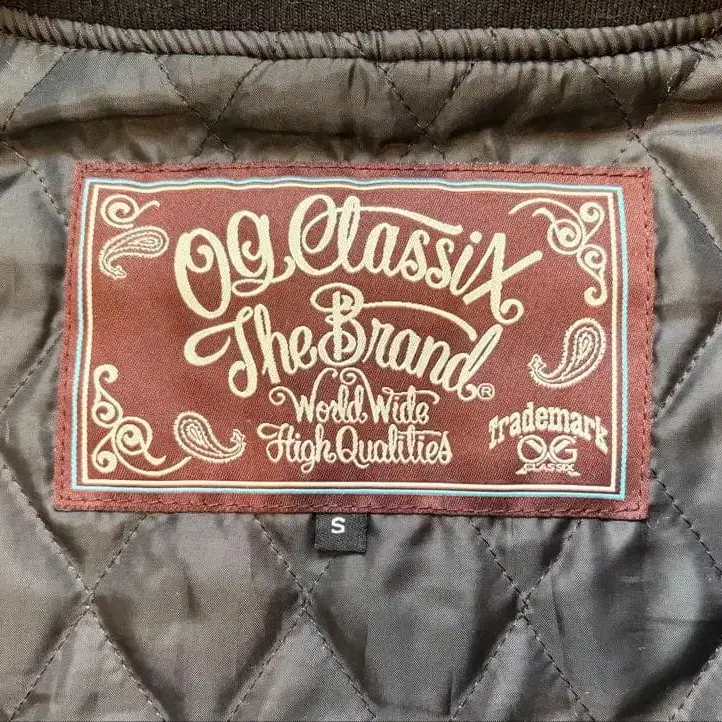 OG Classix
The Brand®
World Wide
High Qualities
Trademark
OG
CLASSIX
S